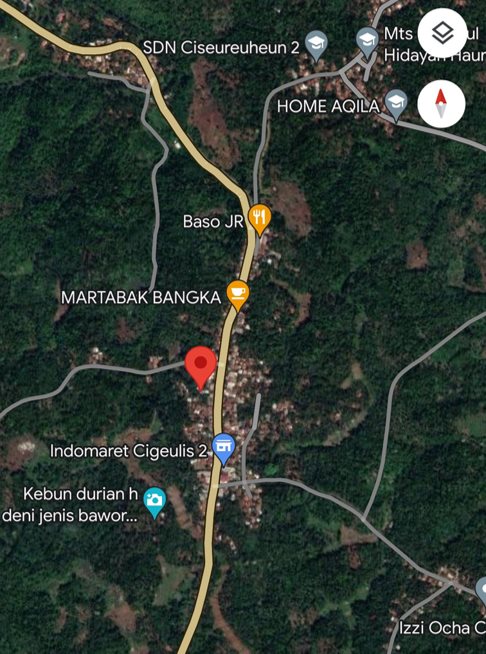 SDN Ciseureuheun 2
Mts
Hidayah
HOME AQILA
Baso JR
MARTABAK BANGKA
Indomaret Cigeulis 2
Kebun durian h
deni jenis bawor...
Izzi Ocha C